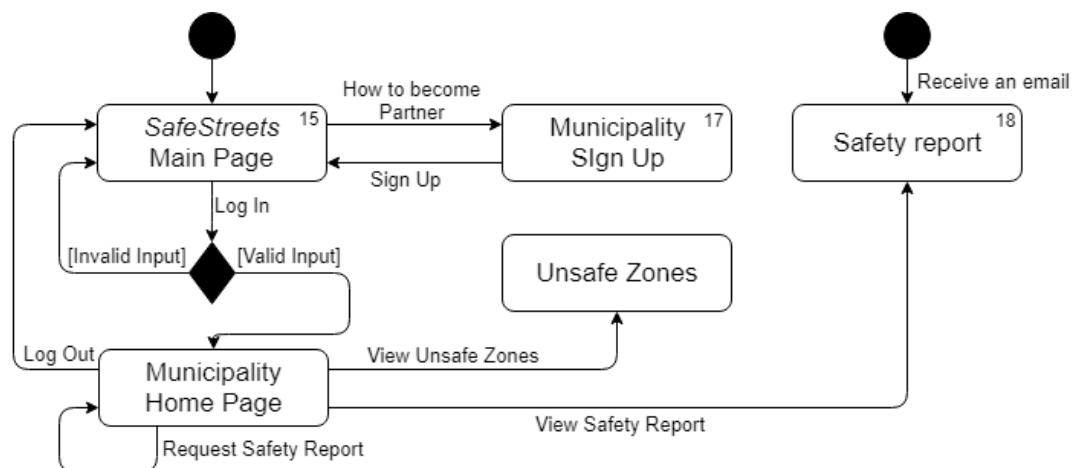 Receive an email
How to become
Partner
SafeStreets
Main Page
15
Municipality
SIgn Up
17
Safety report
18
Sign Up
Log In
[Invalid Input]
[Valid Input]
Unsafe Zones
Log Out
Municipality
Home Page
View Unsafe Zones
View Safety Report
Request Safety Report